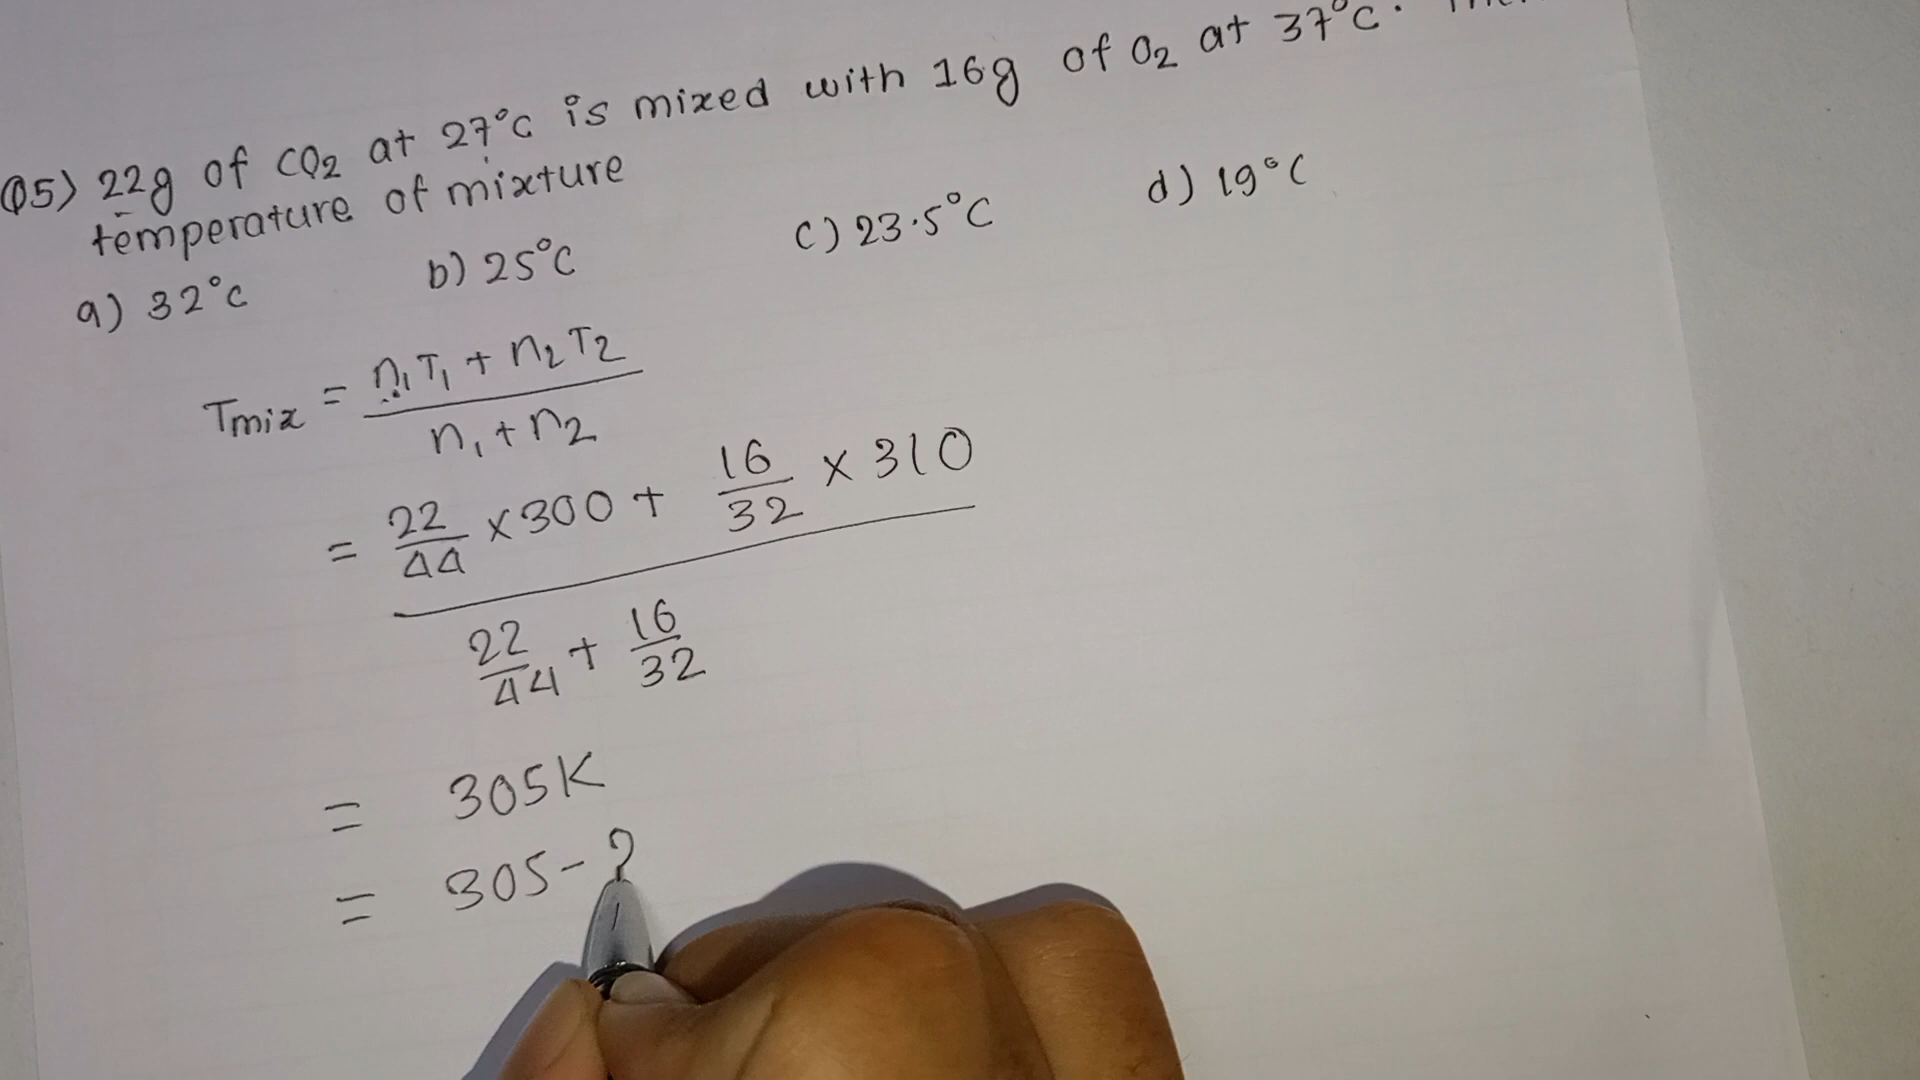 Q5) 22g of CO2 at 27°C is mixed with 16g of O2 at 37°C.
temperature of mixture
a) 32°C b) 25°C c) 23.5°C d) 19°C
Tmix = n1T1 + n2T2
n1 + n2
= 22/44 × 300 + 16/32 × 310
22/44 + 16/32
= 305K
= 305 -